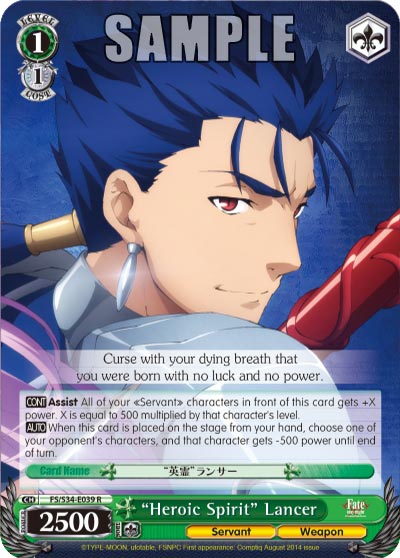 LEVEL
1
1
COST
SAMPLE
Curse with your dying breath that
you were born with no luck and no power.
CONT Assist All of your «Servant» characters in front of this card gets +X
power. X is equal to 500 multiplied by that character's level.
AUTO When this card is placed on the stage from your hand, choose one of
your opponent's characters, and that character gets -500 power until end
of turn.
Card Name
“英霊”ランサー
CH FS/S34-E039 R
POWER
2500
“Heroic Spirit” Lancer
Fate
stay night
Servant
Weapon
©TYPE-MOON, ufotable, FSNPC First appearance: Comptiq August 2014 issue